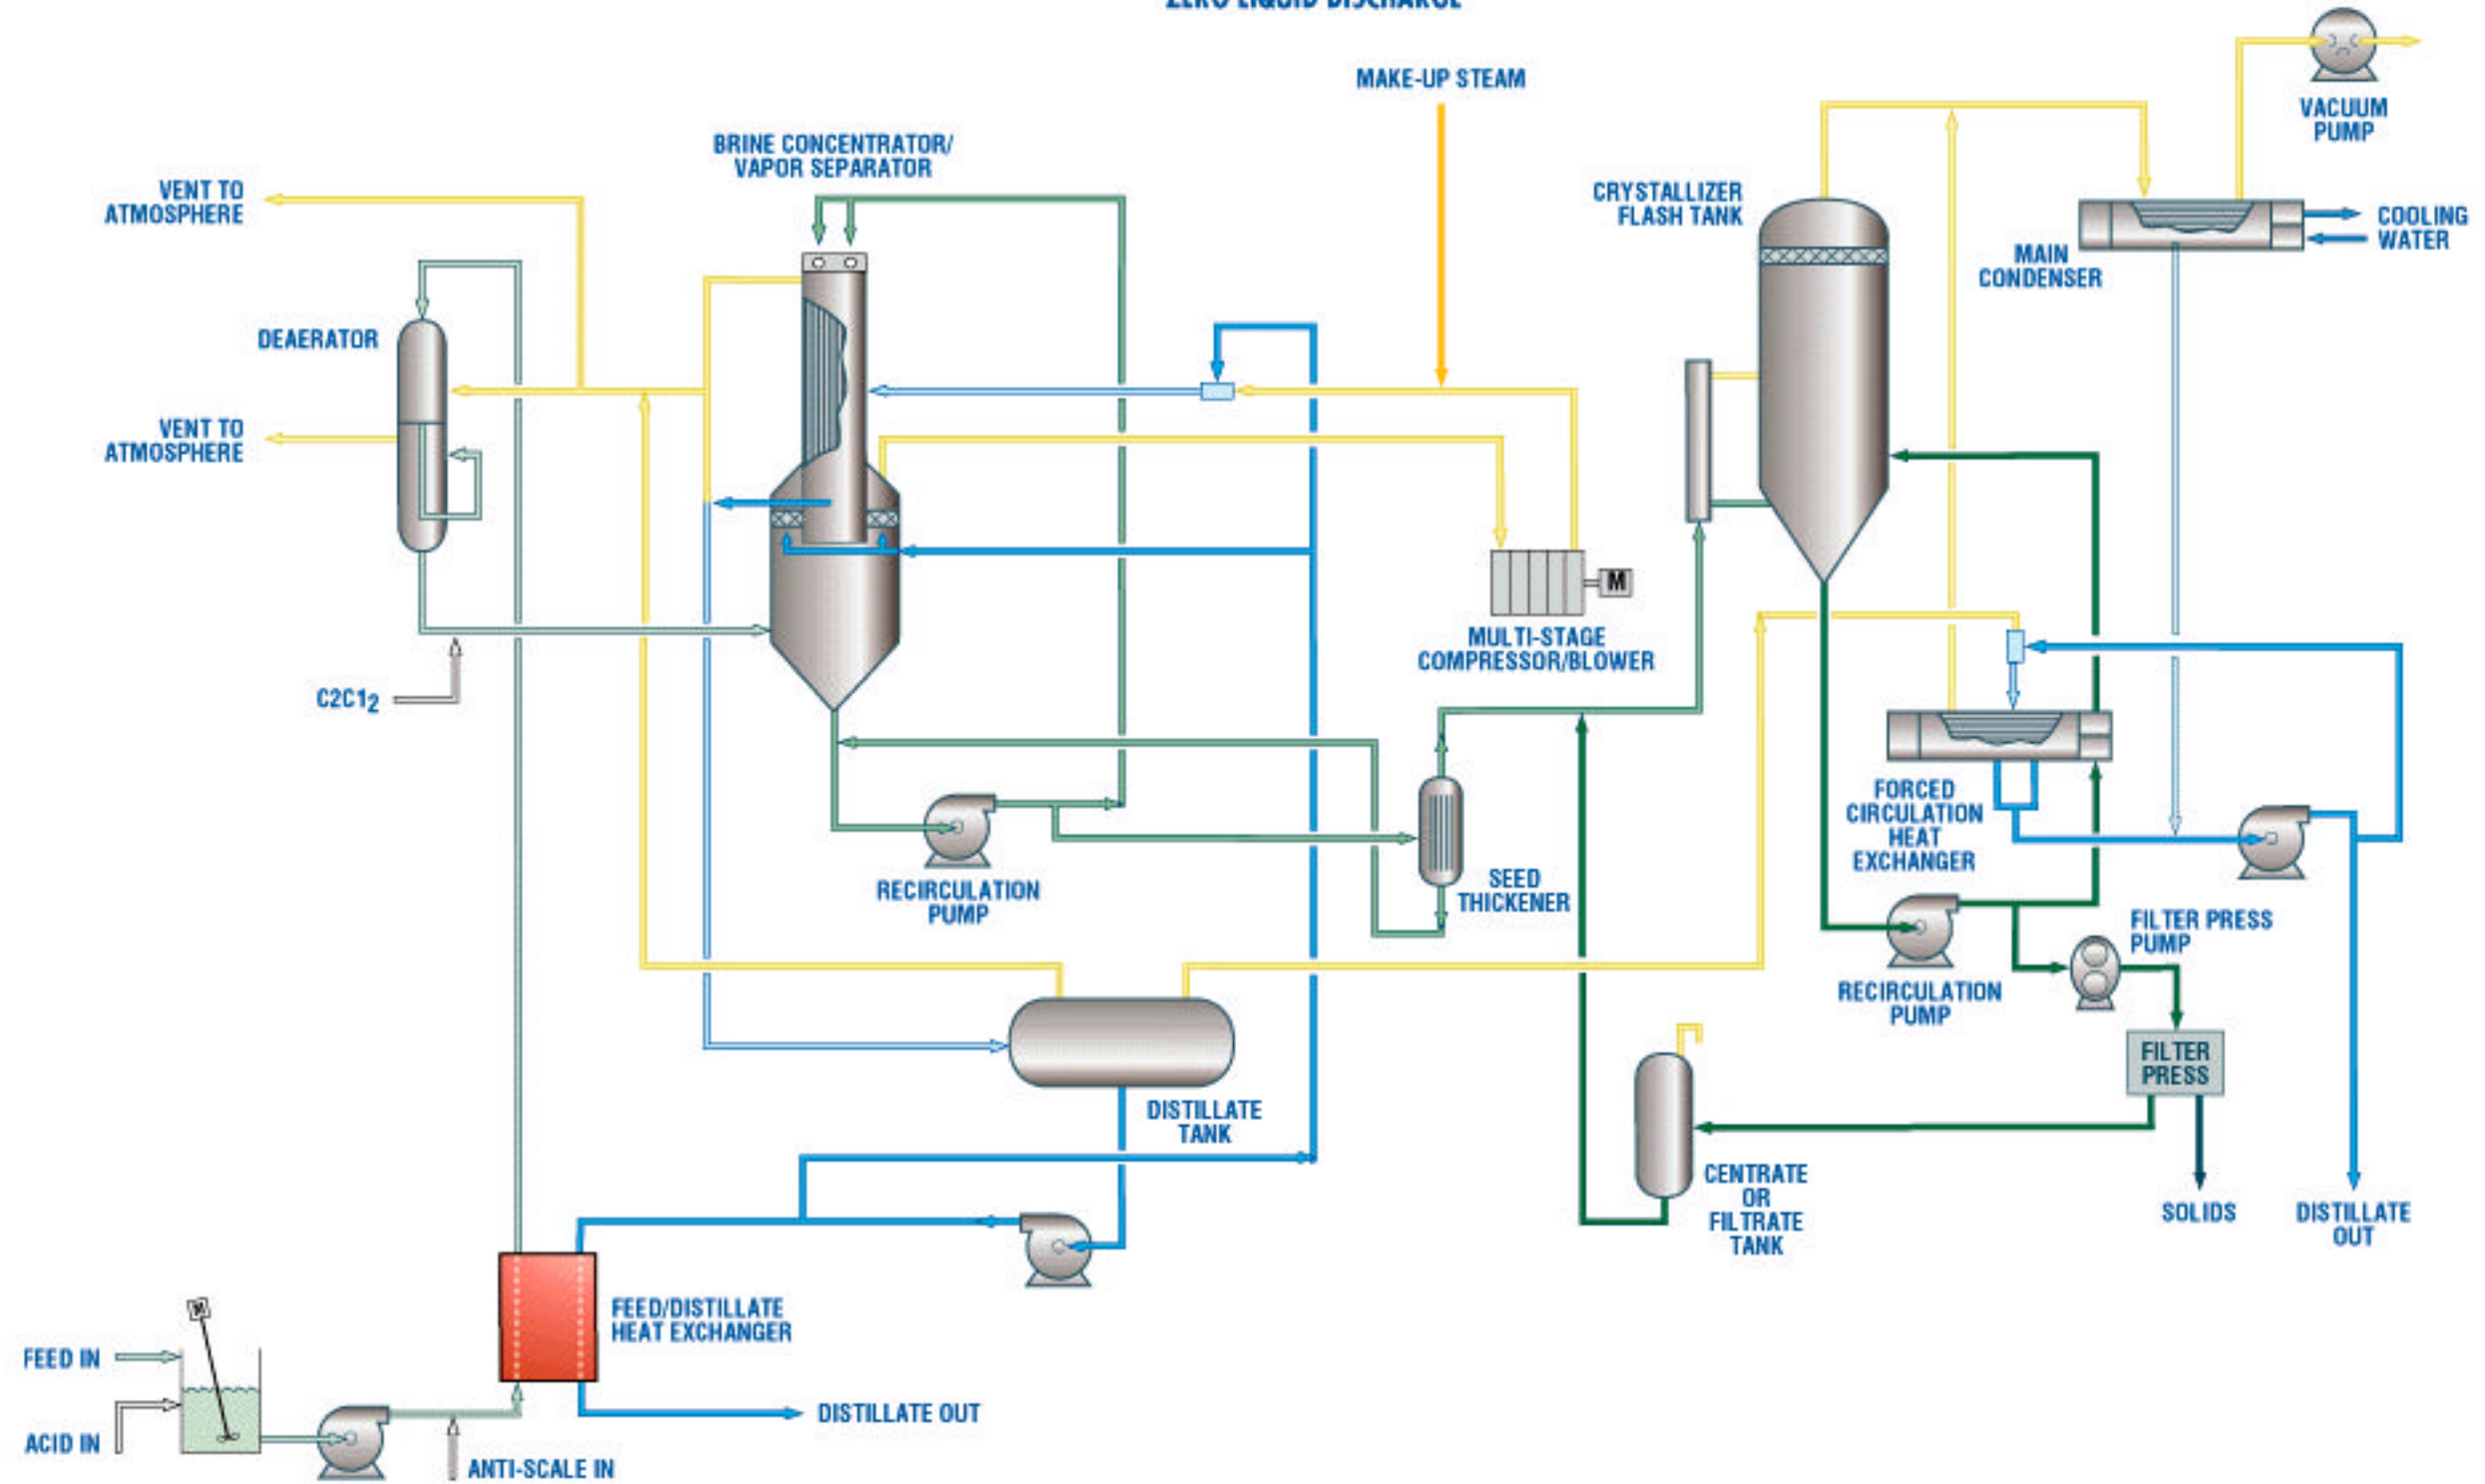 ZERO LIQUID DISCHARGE
MAKE-UP STEAM
VACUUM
PUMP
BRINE CONCENTRATOR/
VAPOR SEPARATOR
VENT TO
ATMOSPHERE
CRYSTALLIZER
FLASH TANK
COOLING
WATER
MAIN
CONDENSER
DEAERATOR
VENT TO
ATMOSPHERE
M
MULTI-STAGE
COMPRESSOR/BLOWER
C2C1₂
FORCED
CIRCULATION
HEAT
EXCHANGER
SEED
THICKENER
RECIRCULATION
PUMP
FILTER PRESS
PUMP
RECIRCULATION
PUMP
FILTER
PRESS
DISTILLATE
TANK
CENTRATE
OR
FILTRATE
TANK
SOLIDS
DISTILLATE
OUT
M
FEED/DISTILLATE
HEAT EXCHANGER
FEED IN
DISTILLATE OUT
ACID IN
ANTI-SCALE IN